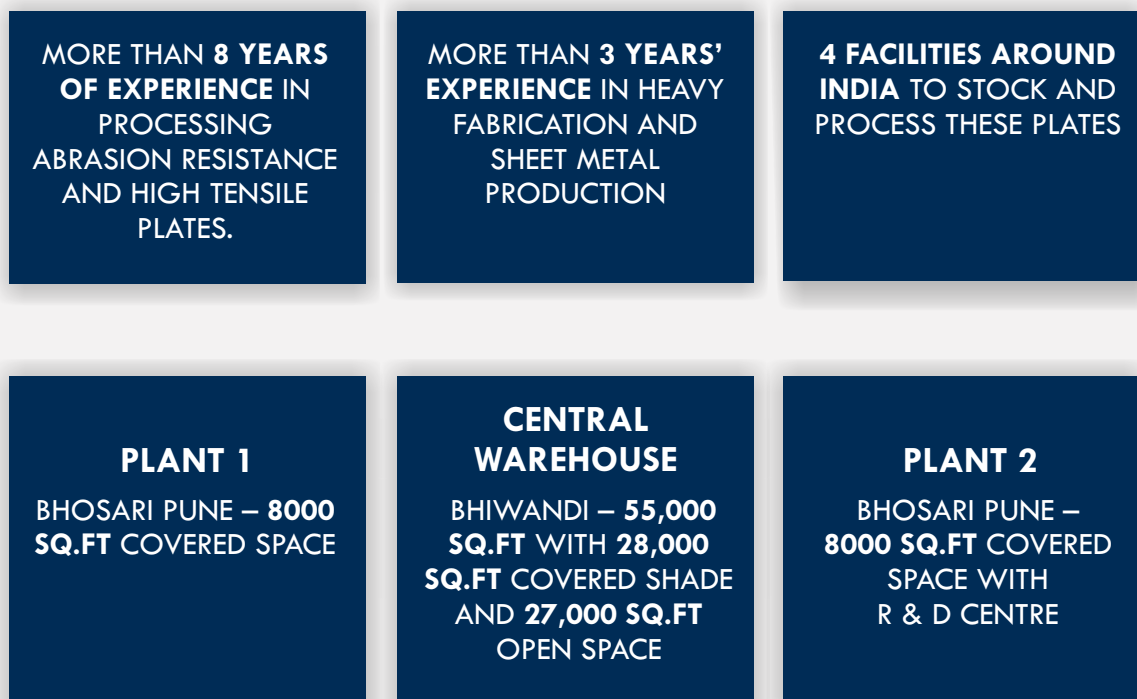 MORE THAN 8 YEARS
OF EXPERIENCE IN
PROCESSING
ABRASION RESISTANCE
AND HIGH TENSILE
PLATES.
MORE THAN 3 YEARS’
EXPERIENCE IN HEAVY
FABRICATION AND
SHEET METAL
PRODUCTION
4 FACILITIES AROUND
INDIA TO STOCK AND
PROCESS THESE PLATES
PLANT 1
BHOSARI PUNE – 8000
SQ.FT COVERED SPACE
CENTRAL
WAREHOUSE
BHIWANDI – 55,000
SQ.FT WITH 28,000
SQ.FT COVERED SHADE
AND 27,000 SQ.FT
OPEN SPACE
PLANT 2
BHOSARI PUNE –
8000 SQ.FT COVERED
SPACE WITH
R & D CENTRE